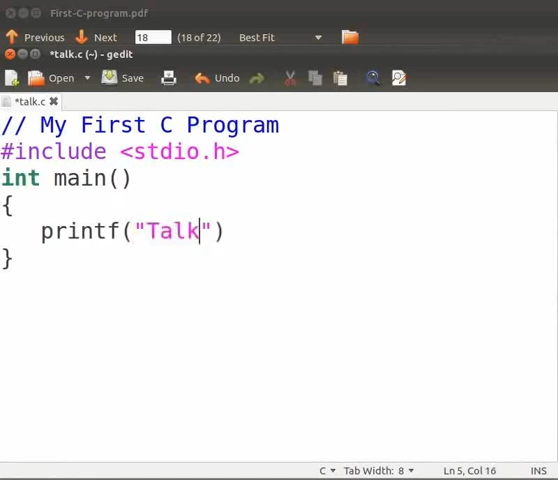 First-C-program.pdf
Previous Next 18 (18 of 22) Best Fit
*talk.c (~) - gedit
Open Save Undo
*talk.c
// My First C Program
#include <stdio.h>
int main()
{
printf("Talk")
}
C Tab Width: 8 Ln 5, Col 16 INS